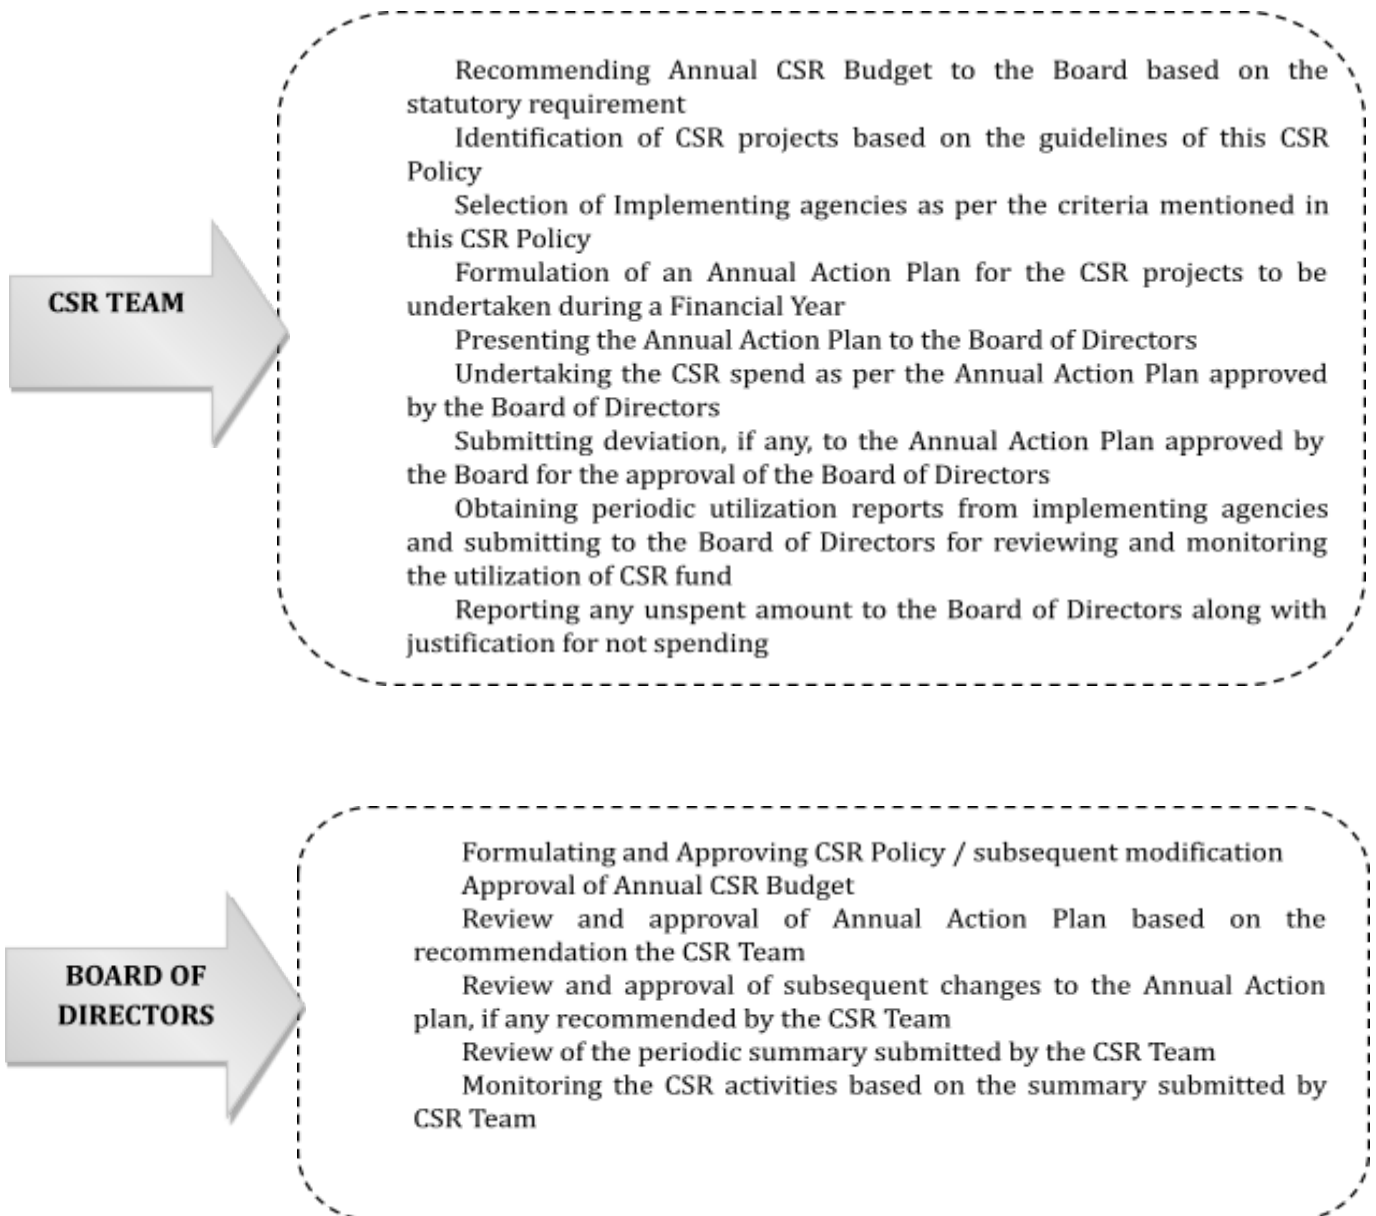 Recommending Annual CSR Budget to the Board based on the
statutory requirement
Identification of CSR projects based on the guidelines of this CSR
Policy
Selection of Implementing agencies as per the criteria mentioned in
this CSR Policy
Formulation of an Annual Action Plan for the CSR projects to be
undertaken during a Financial Year
Presenting the Annual Action Plan to the Board of Directors
Undertaking the CSR spend as per the Annual Action Plan approved
by the Board of Directors
Submitting deviation, if any, to the Annual Action Plan approved by
the Board for the approval of the Board of Directors
Obtaining periodic utilization reports from implementing agencies
and submitting to the Board of Directors for reviewing and monitoring
the utilization of CSR fund
Reporting any unspent amount to the Board of Directors along with
justification for not spending
CSR TEAM
Formulating and Approving CSR Policy / subsequent modification
Approval of Annual CSR Budget
Review and approval of Annual Action Plan based on the
recommendation the CSR Team
Review and approval of subsequent changes to the Annual Action
plan, if any recommended by the CSR Team
Review of the periodic summary submitted by the CSR Team
Monitoring the CSR activities based on the summary submitted by
CSR Team
BOARD OF
DIRECTORS